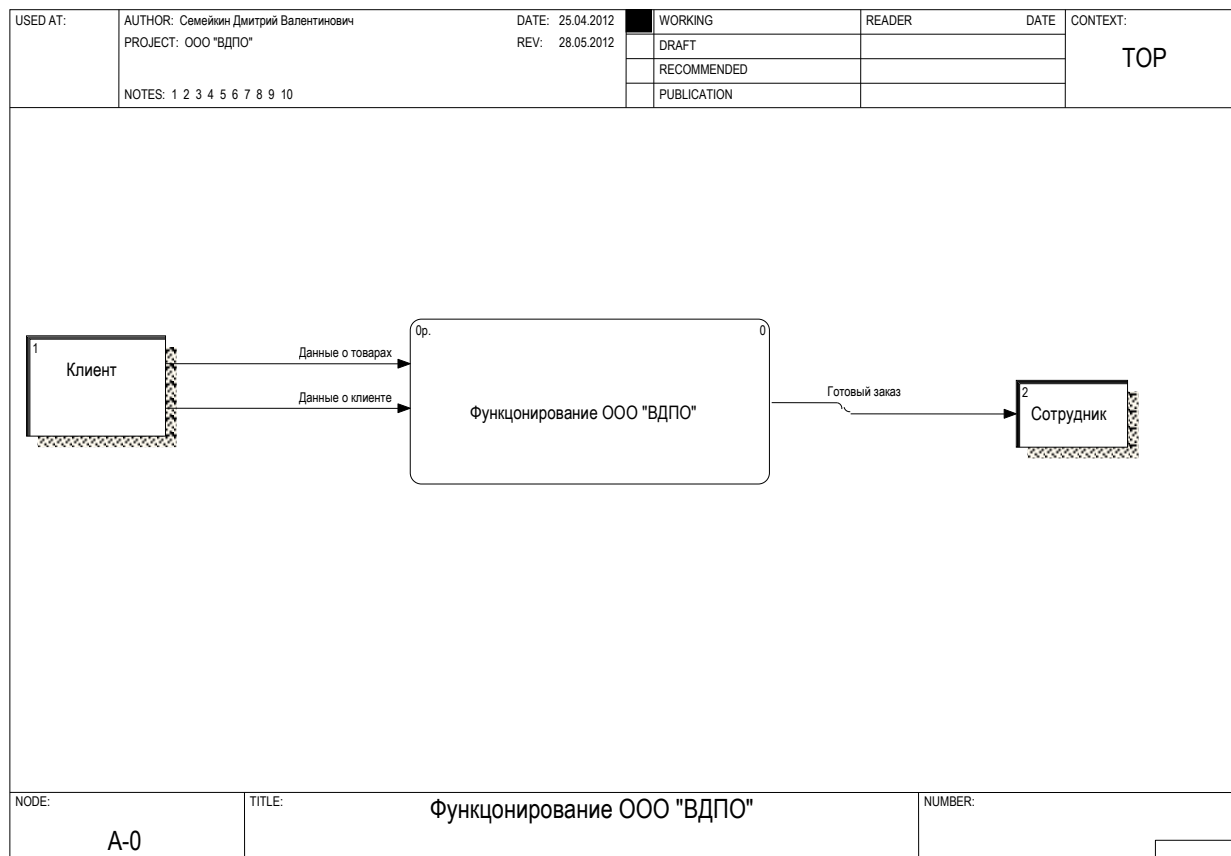 USED AT:
AUTHOR: Семейкин Дмитрий Валентинович
DATE: 25.04.2012
PROJECT: ООО "ВДПО"
REV: 28.05.2012
NOTES: 1 2 3 4 5 6 7 8 9 10
WORKING
DRAFT
RECOMMENDED
PUBLICATION
READER
DATE
CONTEXT:
TOP
1
Клиент
Данные о товарах
Данные о клиенте
0р.
0
Функцонирование ООО "ВДПО"
Готовый заказ
2
Сотрудник
NODE:
A-0
TITLE:
Функцонирование ООО "ВДПО"
NUMBER: